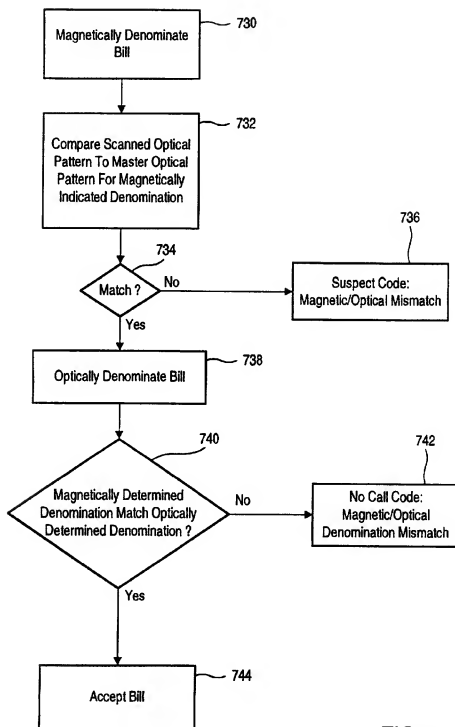 730
Magnetically Denominate
Bill
732
Compare Scanned Optical
Pattern To Master Optical
Pattern For Magnetically
Indicated Denomination
734
Match ?
No
736
Suspect Code:
Magnetic/Optical Mismatch
Yes
Optically Denominate Bill
738
740
Magnetically Determined
Denomination Match Optically
Determined Denomination ?
No
742
No Call Code:
Magnetic/Optical
Denomination Mismatch
Yes
Accept Bill
744